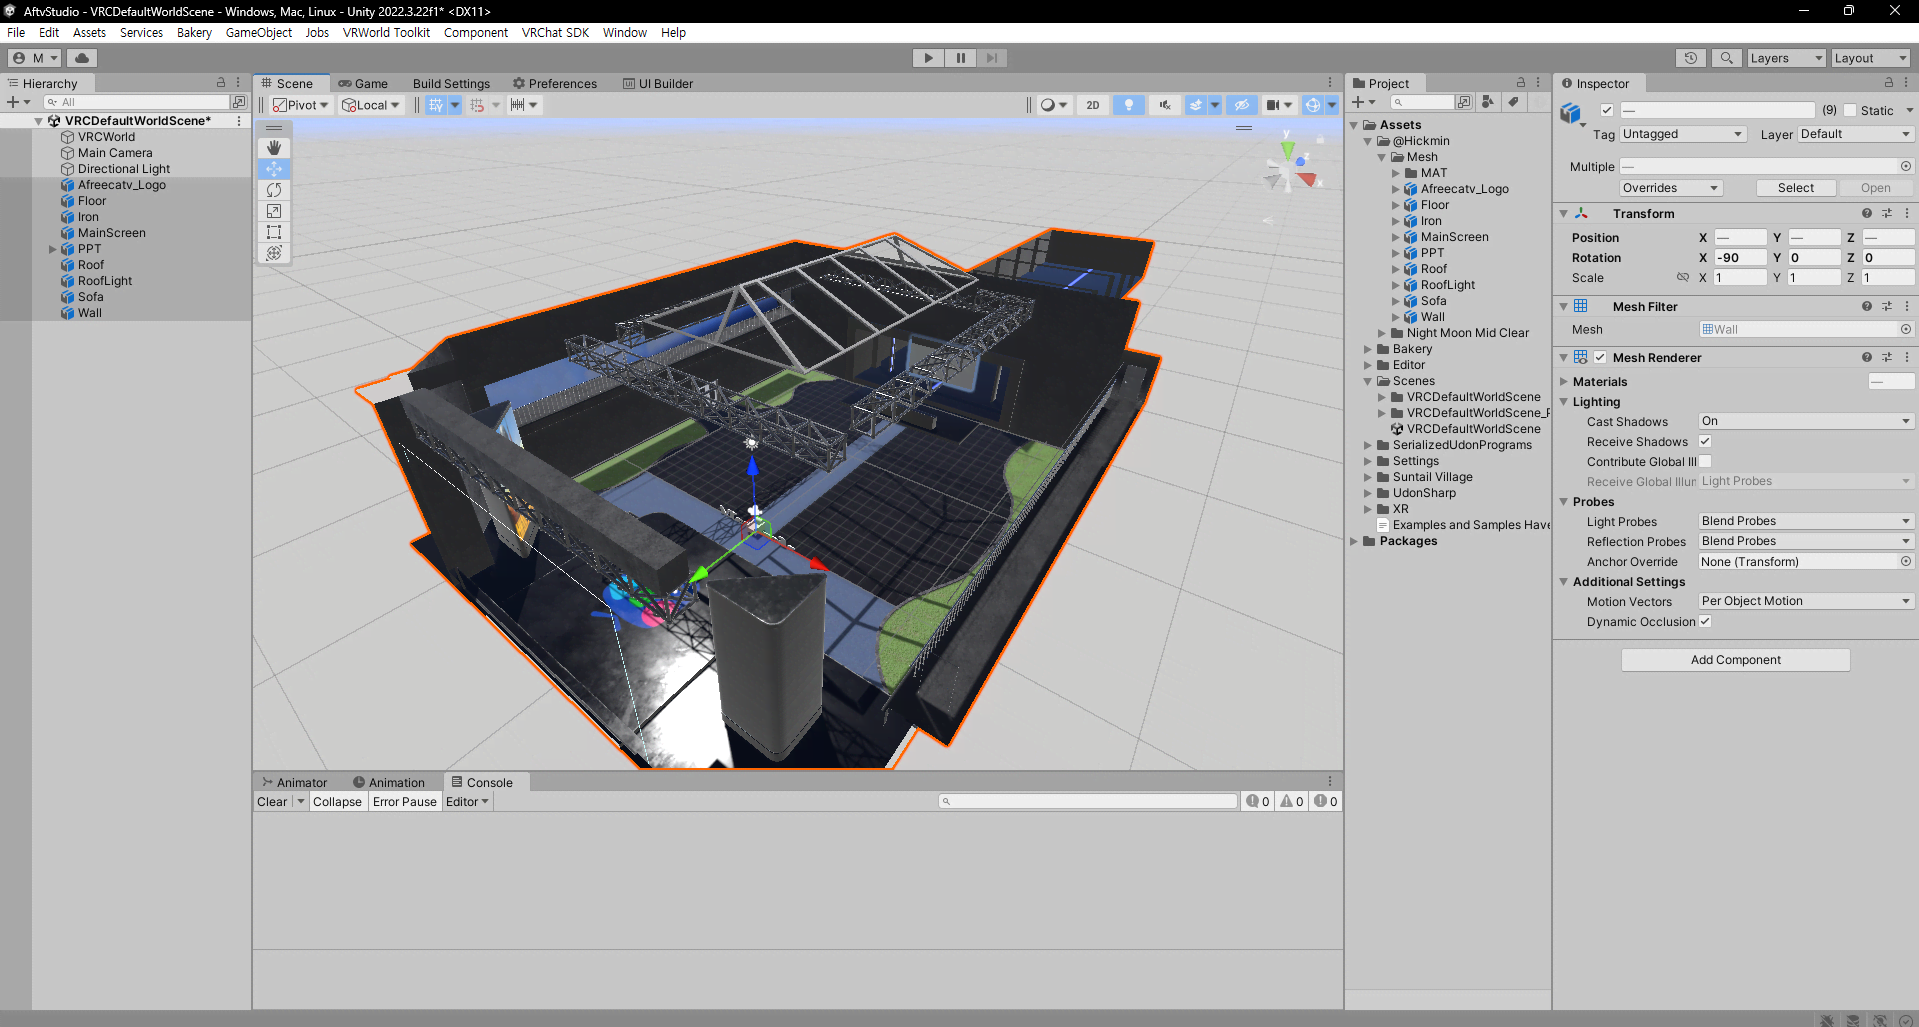 AftvStudio - VRCDefaultWorldScene - Windows, Mac, Linux - Unity 2022.3.22f1* <DX11>
File Edit Assets Services Bakery GameObject Jobs VRWorld Toolkit Component VRChat SDK Window Help
M
Layers
Layout
Hierarchy
All
VRCDefaultWorldScene*
VRCWorld
Main Camera
Directional Light
Afreecatv_Logo
Floor
Iron
MainScreen
PPT
Roof
RoofLight
Sofa
Wall
Scene Game Build Settings Preferences UI Builder
Pivot Local
2D
y
z
x
Animator Animation Console
Clear Collapse Error Pause Editor
0 0 0
Project
Assets
@Hickmin
Mesh
MAT
Afreecatv_Logo
Floor
Iron
MainScreen
PPT
Roof
RoofLight
Sofa
Wall
Night Moon Mid Clear
Bakery
Editor
Scenes
VRCDefaultWorldScene
VRCDefaultWorldScene_P
VRCDefaultWorldScene
SerializedUdonPrograms
Settings
Suntail Village
UdonSharp
XR
Examples and Samples Have
Packages
Inspector
— (9) Static
Tag Untagged Layer Default
Multiple —
Overrides Select Open
Transform
Position X — Y — Z —
Rotation X -90 Y 0 Z 0
Scale X 1 Y 1 Z 1
Mesh Filter
Mesh Wall
Mesh Renderer
Materials —
Lighting
Cast Shadows On
Receive Shadows
Contribute Global Ill
Receive Global Illur Light Probes
Probes
Light Probes Blend Probes
Reflection Probes Blend Probes
Anchor Override None (Transform)
Additional Settings
Motion Vectors Per Object Motion
Dynamic Occlusion
Add Component